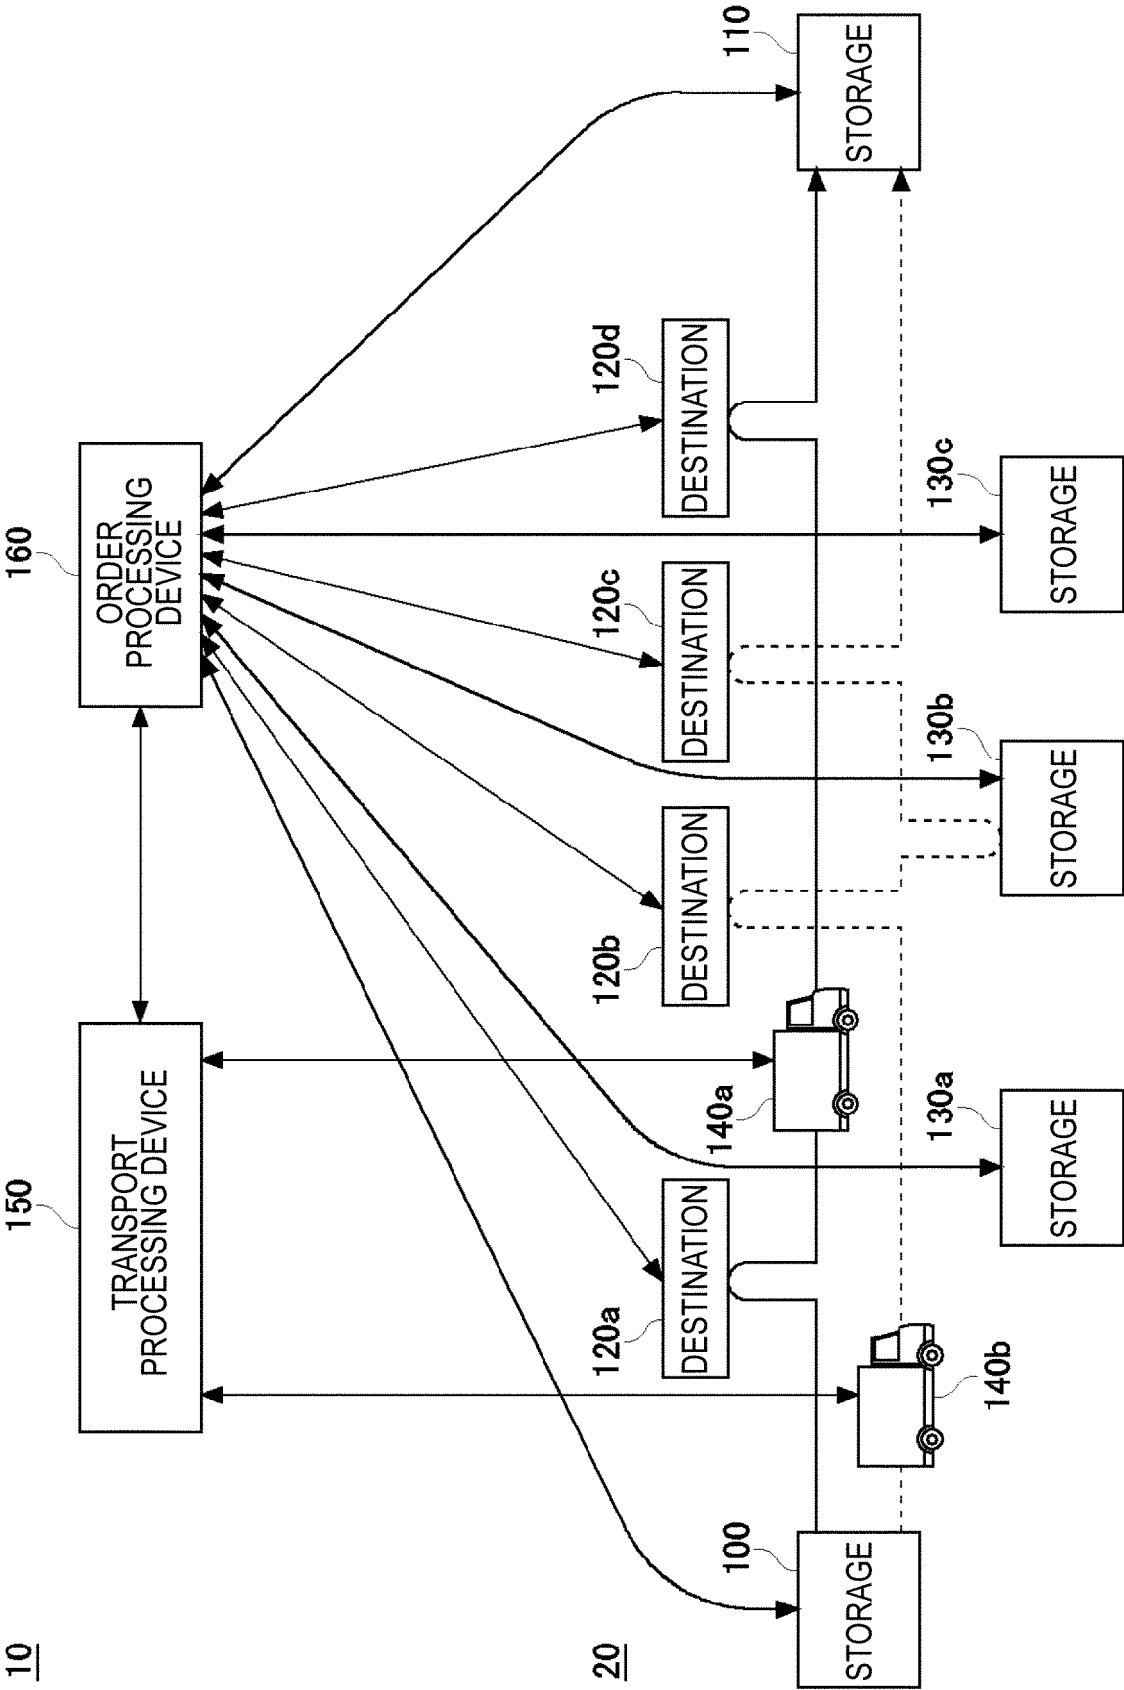 10
150
TRANSPORT
PROCESSING DEVICE
160
ORDER
PROCESSING
DEVICE
20
120a
DESTINATION
120b
DESTINATION
120c
DESTINATION
120d
DESTINATION
140a
140b
100
STORAGE
110
STORAGE
130a
STORAGE
130b
STORAGE
130c
STORAGE